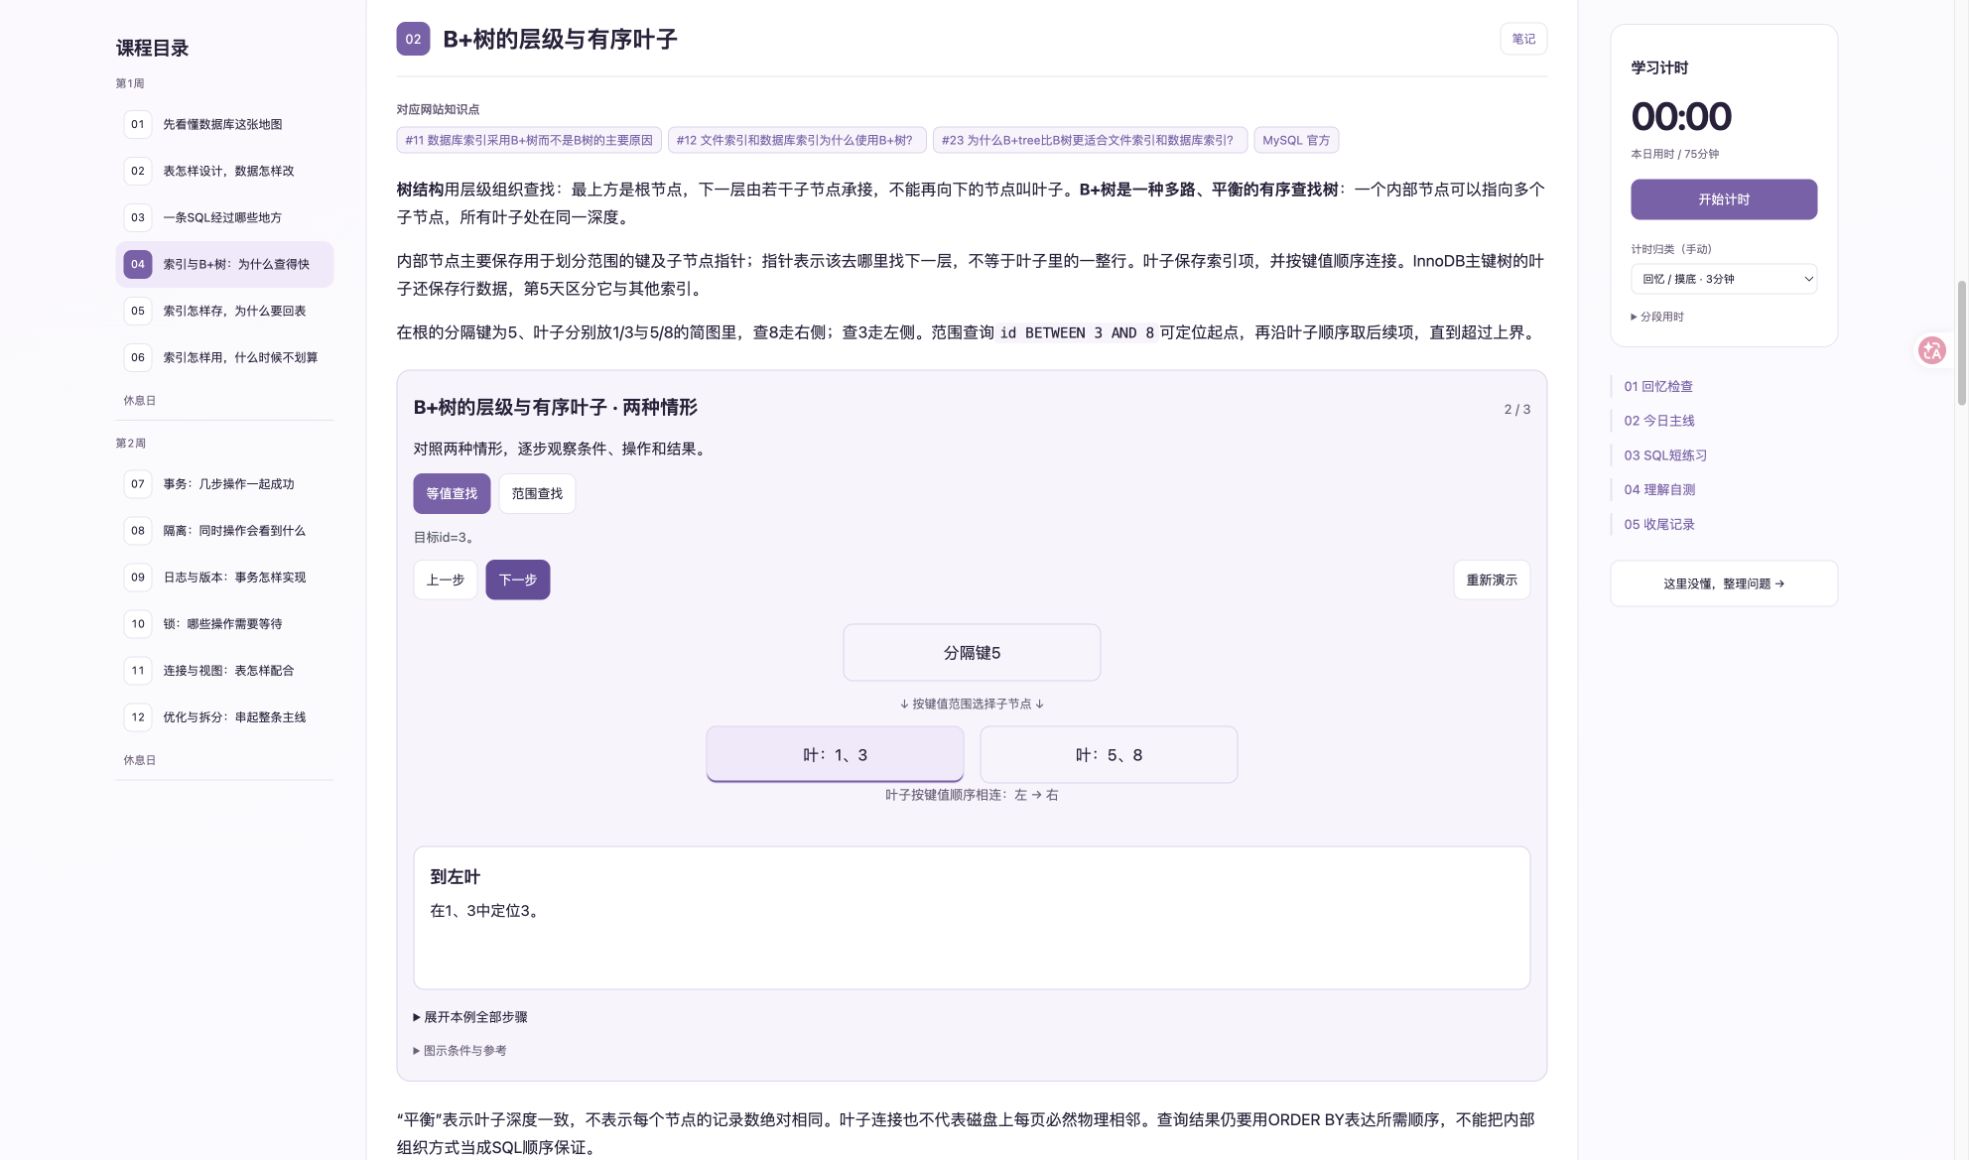 课程目录
第1周
01 先看懂数据库这张地图
02 表怎样设计，数据怎样改
03 一条SQL经过哪些地方
04 索引与B+树：为什么查得快
05 索引怎样存，为什么要回表
06 索引怎样用，什么时候不划算
休息日
第2周
07 事务：几步操作一起成功
08 隔离：同时操作会看到什么
09 日志与版本：事务怎样实现
10 锁：哪些操作需要等待
11 连接与视图：表怎样配合
12 优化与拆分：串起整条主线
休息日
02 B+树的层级与有序叶子
笔记
对应网站知识点
#11 数据库索引采用B+树而不是B树的主要原因 #12 文件索引和数据库索引为什么使用B+树？ #23 为什么B+tree比B树更适合文件索引和数据库索引？ MySQL 官方
树结构用层级组织查找：最上方是根节点，下一层由若干子节点承接，不能再向下的节点叫叶子。B+树是一种多路、平衡的有序查找树：一个内部节点可以指向多个
子节点，所有叶子处在同一深度。
内部节点主要保存用于划分范围的键及子节点指针；指针表示该去哪里找下一层，不等于叶子里的一整行。叶子保存索引项，并按键值顺序连接。InnoDB主键树的叶
子还保存行数据，第5天区分它与其他索引。
在根的分隔键为5、叶子分别放1/3与5/8的简图里，查8走右侧；查3走左侧。范围查询 id BETWEEN 3 AND 8 可定位起点，再沿叶子顺序取后续项，直到超过上界。
B+树的层级与有序叶子 · 两种情形
2 / 3
对照两种情形，逐步观察条件、操作和结果。
等值查找 范围查找
目标id=3。
上一步 下一步 重新演示
分隔键5
↓ 按键值范围选择子节点 ↓
叶：1、3 叶：5、8
叶子按键值顺序相连：左 → 右
到左叶
在1、3中定位3。
▶ 展开本例全部步骤
▶ 图示条件与参考
“平衡”表示叶子深度一致，不表示每个节点的记录数绝对相同。叶子连接也不代表磁盘上每页必然物理相邻。查询结果仍要用ORDER BY表达所需顺序，不能把内部
组织方式当成SQL顺序保证。
学习计时
00:00
本日用时 / 75分钟
开始计时
计时归类（手动）
回忆 / 摸底 · 3分钟
▶ 分段用时
01 回忆检查
02 今日主线
03 SQL短练习
04 理解自测
05 收尾记录
这里没懂，整理问题 →